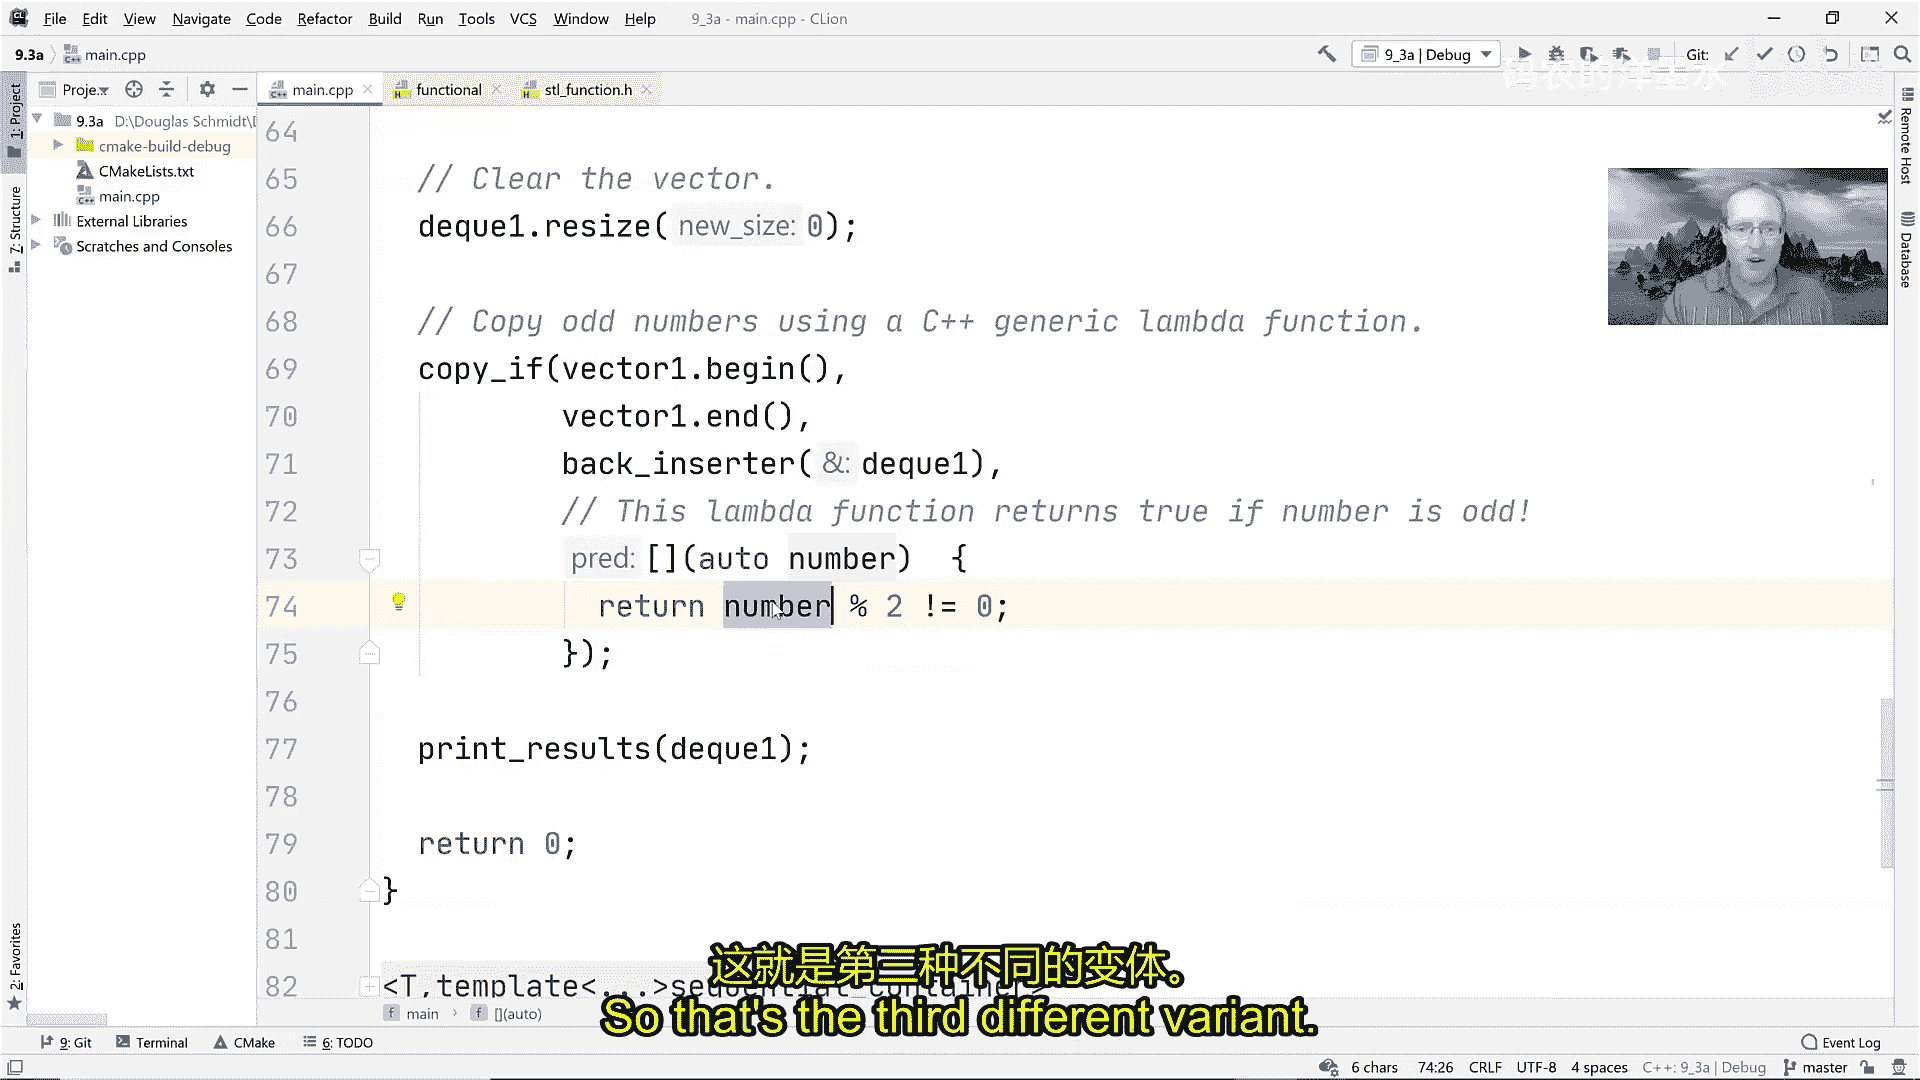 File Edit View Navigate Code Refactor Build Run Tools VCS Window Help 9_3a - main.cpp - CLion
9.3a main.cpp 9_3a | Debug Git:
码农的洋墨水
1: Project Proje... main.cpp functional stl_function.h
9.3a D:\Douglas Schmidt\
cmake-build-debug
CMakeLists.txt
main.cpp
External Libraries
Scratches and Consoles
7: Structure
2: Favorites
Remote Host
Database
64
65 // Clear the vector.
66 deque1.resize( new_size: 0);
67
68 // Copy odd numbers using a C++ generic lambda function.
69 copy_if(vector1.begin(),
70 vector1.end(),
71 back_inserter( &: deque1),
72 // This lambda function returns true if number is odd!
73 pred: [](auto number) {
74 return number % 2 != 0;
75 });
76
77 print_results(deque1);
78
79 return 0;
80 }
81
82 <T,template<...>sequential_container>
这就是第三种不同的变体。
So that's the third different variant.
main [](auto)
9: Git Terminal CMake 6: TODO Event Log
6 chars 74:26 CRLF UTF-8 4 spaces C++: 9_3a | Debug master